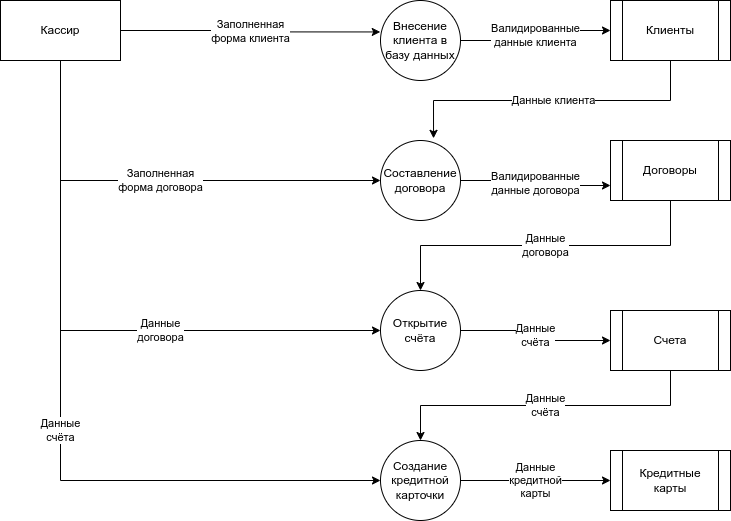 Кассир
Заполненная
форма клиента
Внесение
клиента в
базу данных
Валидированные
данные клиента
Клиенты
Данные клиента
Заполненная
форма договора
Составление
договора
Валидированные
данные договора
Договоры
Данные
договора
Данные
договора
Открытие
счёта
Данные
счёта
Счета
Данные
счёта
Данные
счёта
Создание
кредитной
карточки
Данные
кредитной
карты
Кредитные
карты